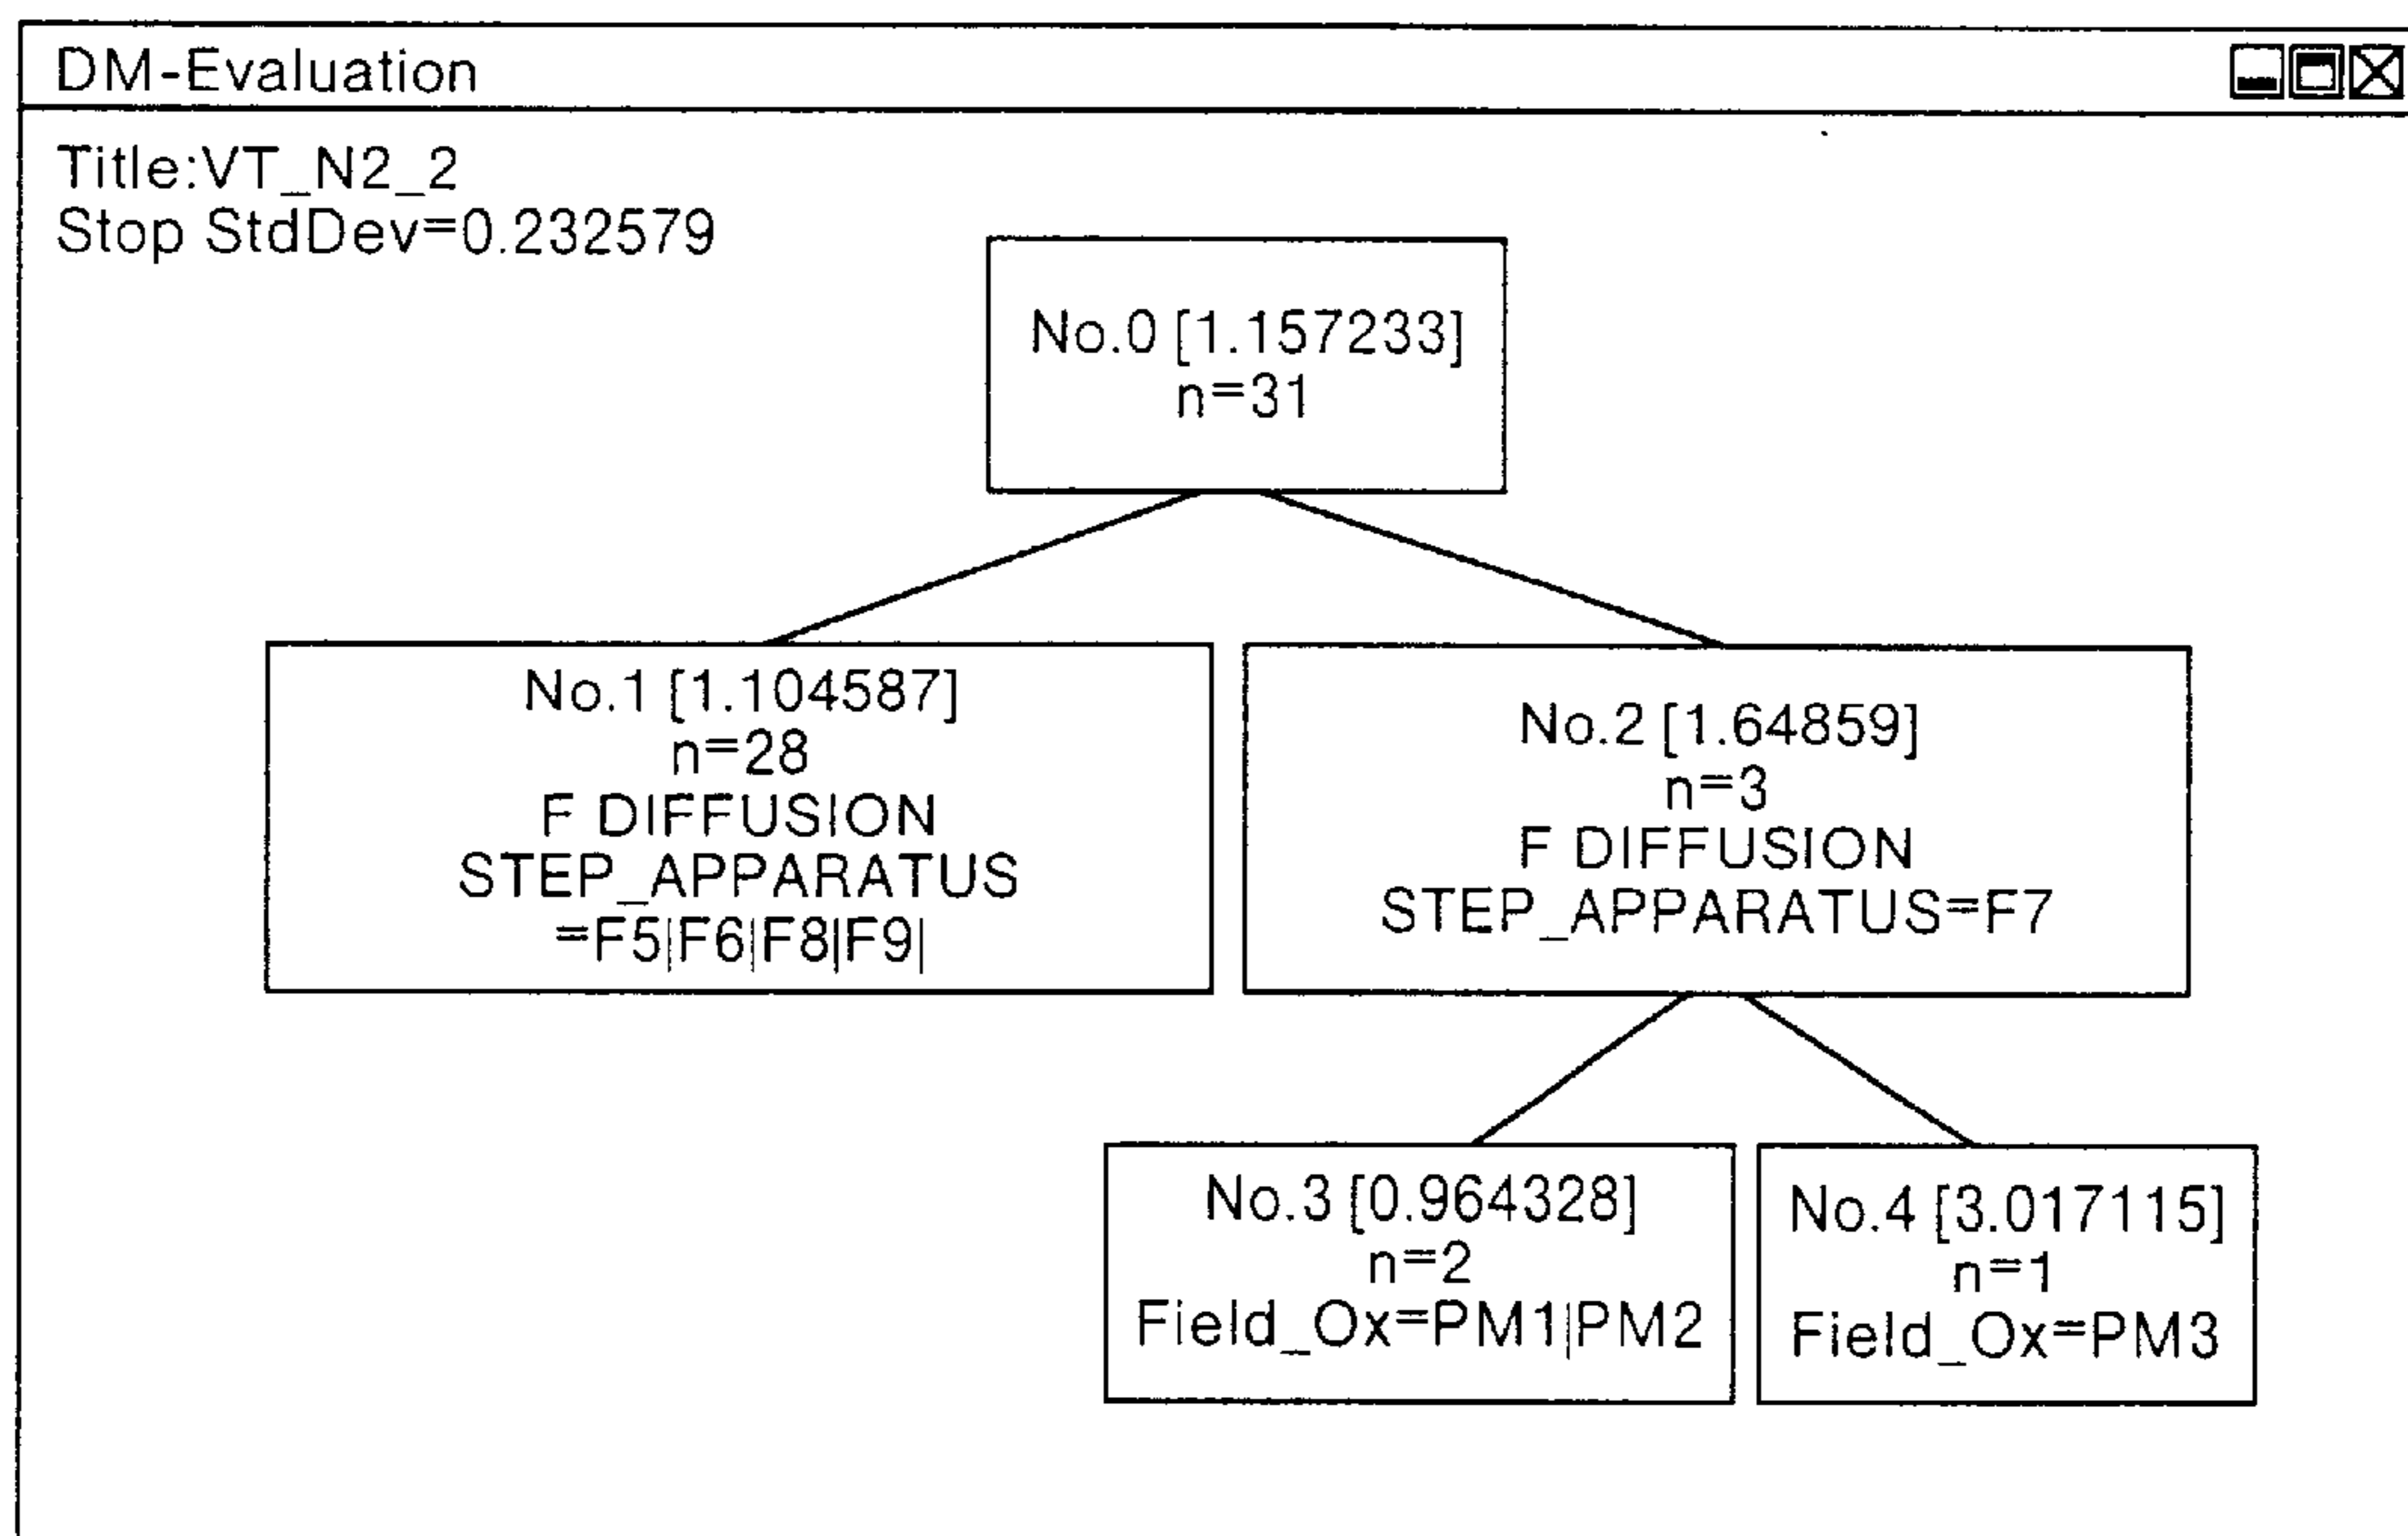 DM-Evaluation
Title:VT_N2_2
Stop StdDev=0.232579
No.0 [1.157233]
n=31
No.1 [1.104587]
n=28
F DIFFUSION
STEP_APPARATUS
=F5|F6|F8|F9|
No.2 [1.64859]
n=3
F DIFFUSION
STEP_APPARATUS=F7
No.3 [0.964328]
n=2
Field_Ox=PM1|PM2
No.4 [3.017115]
n=1
Field_Ox=PM3